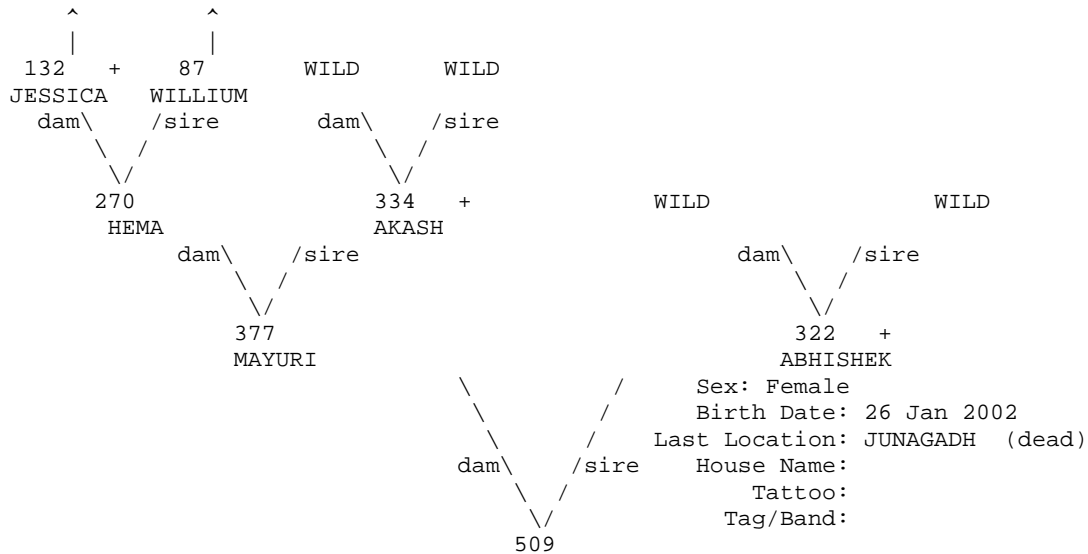 ^ ^
| |
132 + 87 WILD WILD
JESSICA WILLIUM
dam\ /sire dam\ /sire
\ / \ /
\/ \/
270 334 + WILD WILD
HEMA AKASH
dam\ /sire dam\ /sire
\ / \ /
\/ \/
377 322 +
MAYURI ABHISHEK
\ / Sex: Female
\ / Birth Date: 26 Jan 2002
\ / Last Location: JUNAGADH (dead)
dam\ /sire House Name:
\ / Tattoo:
\/ Tag/Band:
509